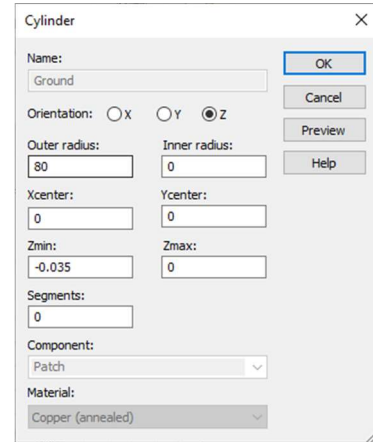 Cylinder
Name:
OK
Ground
Cancel
Orientation: X Y Z
Preview
Outer radius: Inner radius:
80 0
Help
Xcenter: Ycenter:
0 0
Zmin: Zmax:
-0.035 0
Segments:
0
Component:
Patch
Material:
Copper (annealed)